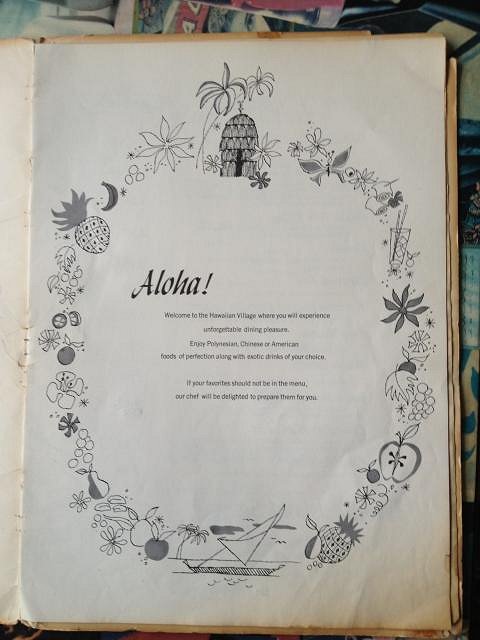 Aloha!
Welcome to the Hawaiian Village where you will experience
unforgettable dining pleasure.
Enjoy Polynesian, Chinese or American
foods of perfection along with exotic drinks of your choice.
If your favorites should not be in the menu,
our chef will be delighted to prepare them for you.